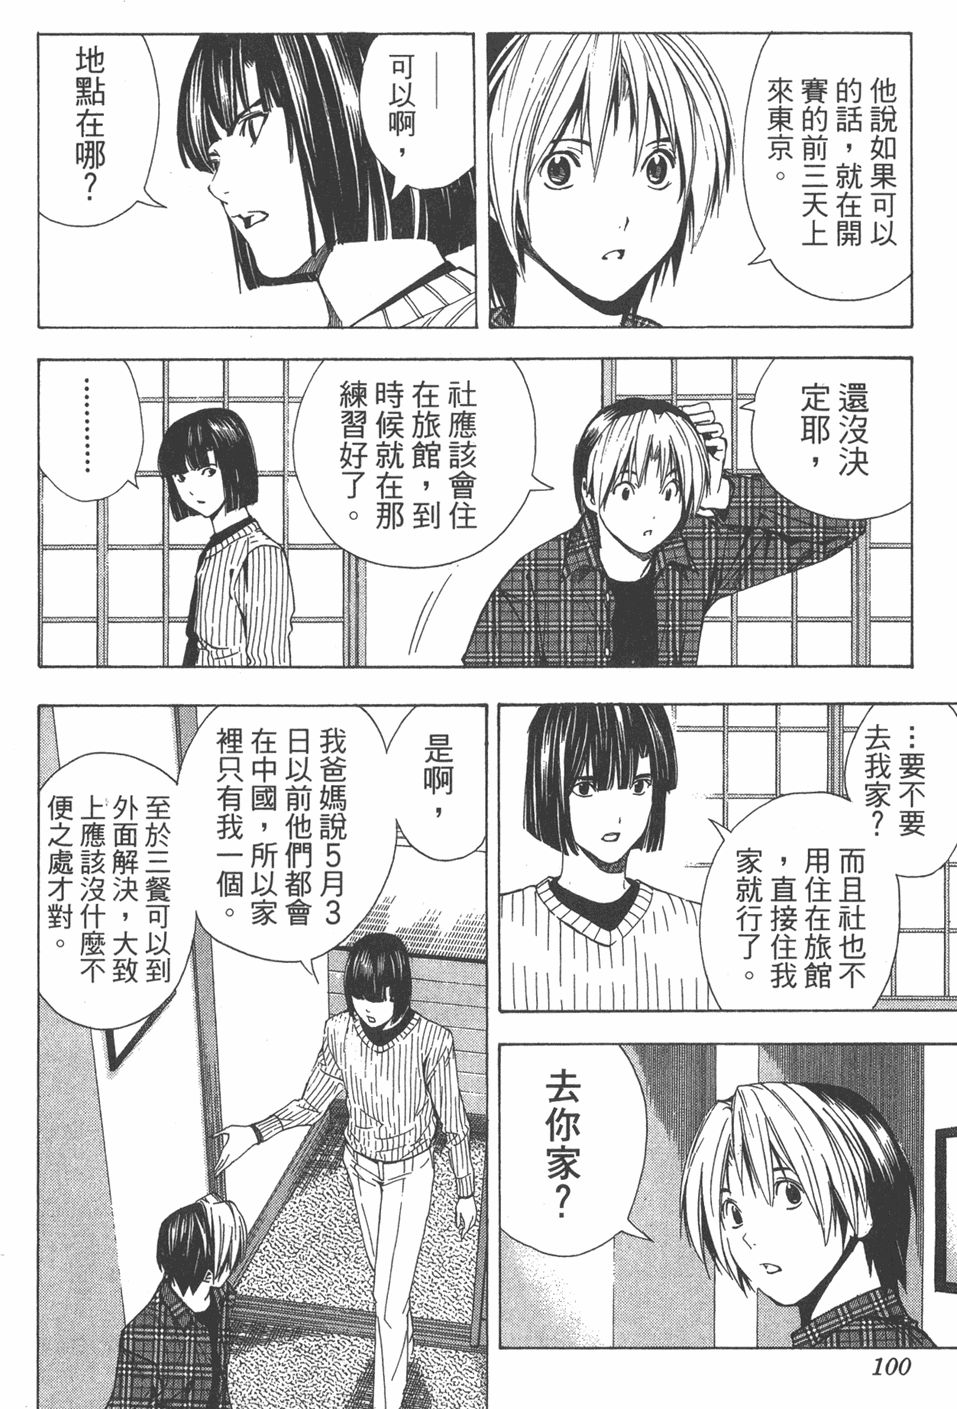 他說如果可以
的話，就在開
賽的前三天上
來東京。
——
可以啊，
地點在哪？
還沒決
定耶，
社應該會住
在旅館，到
時候就在那
練習好了。
…………
…要不要
去我家？
而且社也不
用住在旅館
，直接住我
家就行了。
去你家？
是啊，
我爸媽說5月3
日以前他們都會
在中國，所以家
裡只有我一個。
至於三餐可以到
外面解決，大致
上應該沒什麼不
便之處才對。
100